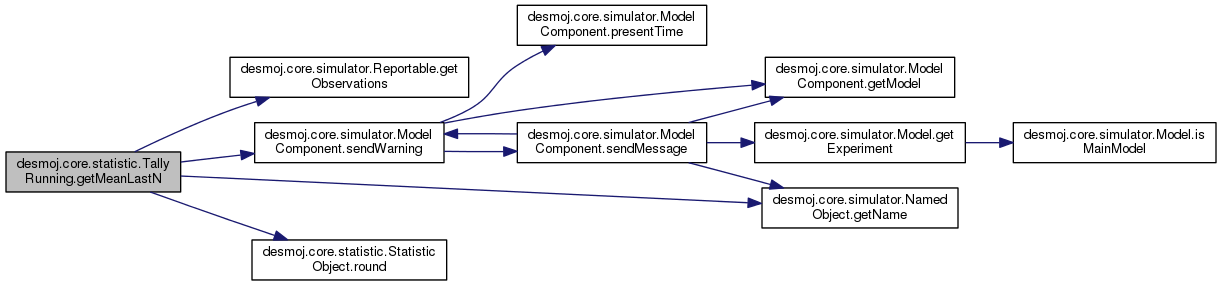 desmoj.core.simulator.Model
Component.presentTime
desmoj.core.simulator.Reportable.get
Observations
desmoj.core.simulator.Model
Component.getModel
desmoj.core.simulator.Model
Component.sendWarning
desmoj.core.simulator.Model
Component.sendMessage
desmoj.core.simulator.Model.get
Experiment
desmoj.core.simulator.Model.is
MainModel
desmoj.core.statistic.Tally
Running.getMeanLastN
desmoj.core.simulator.Named
Object.getName
desmoj.core.statistic.Statistic
Object.round